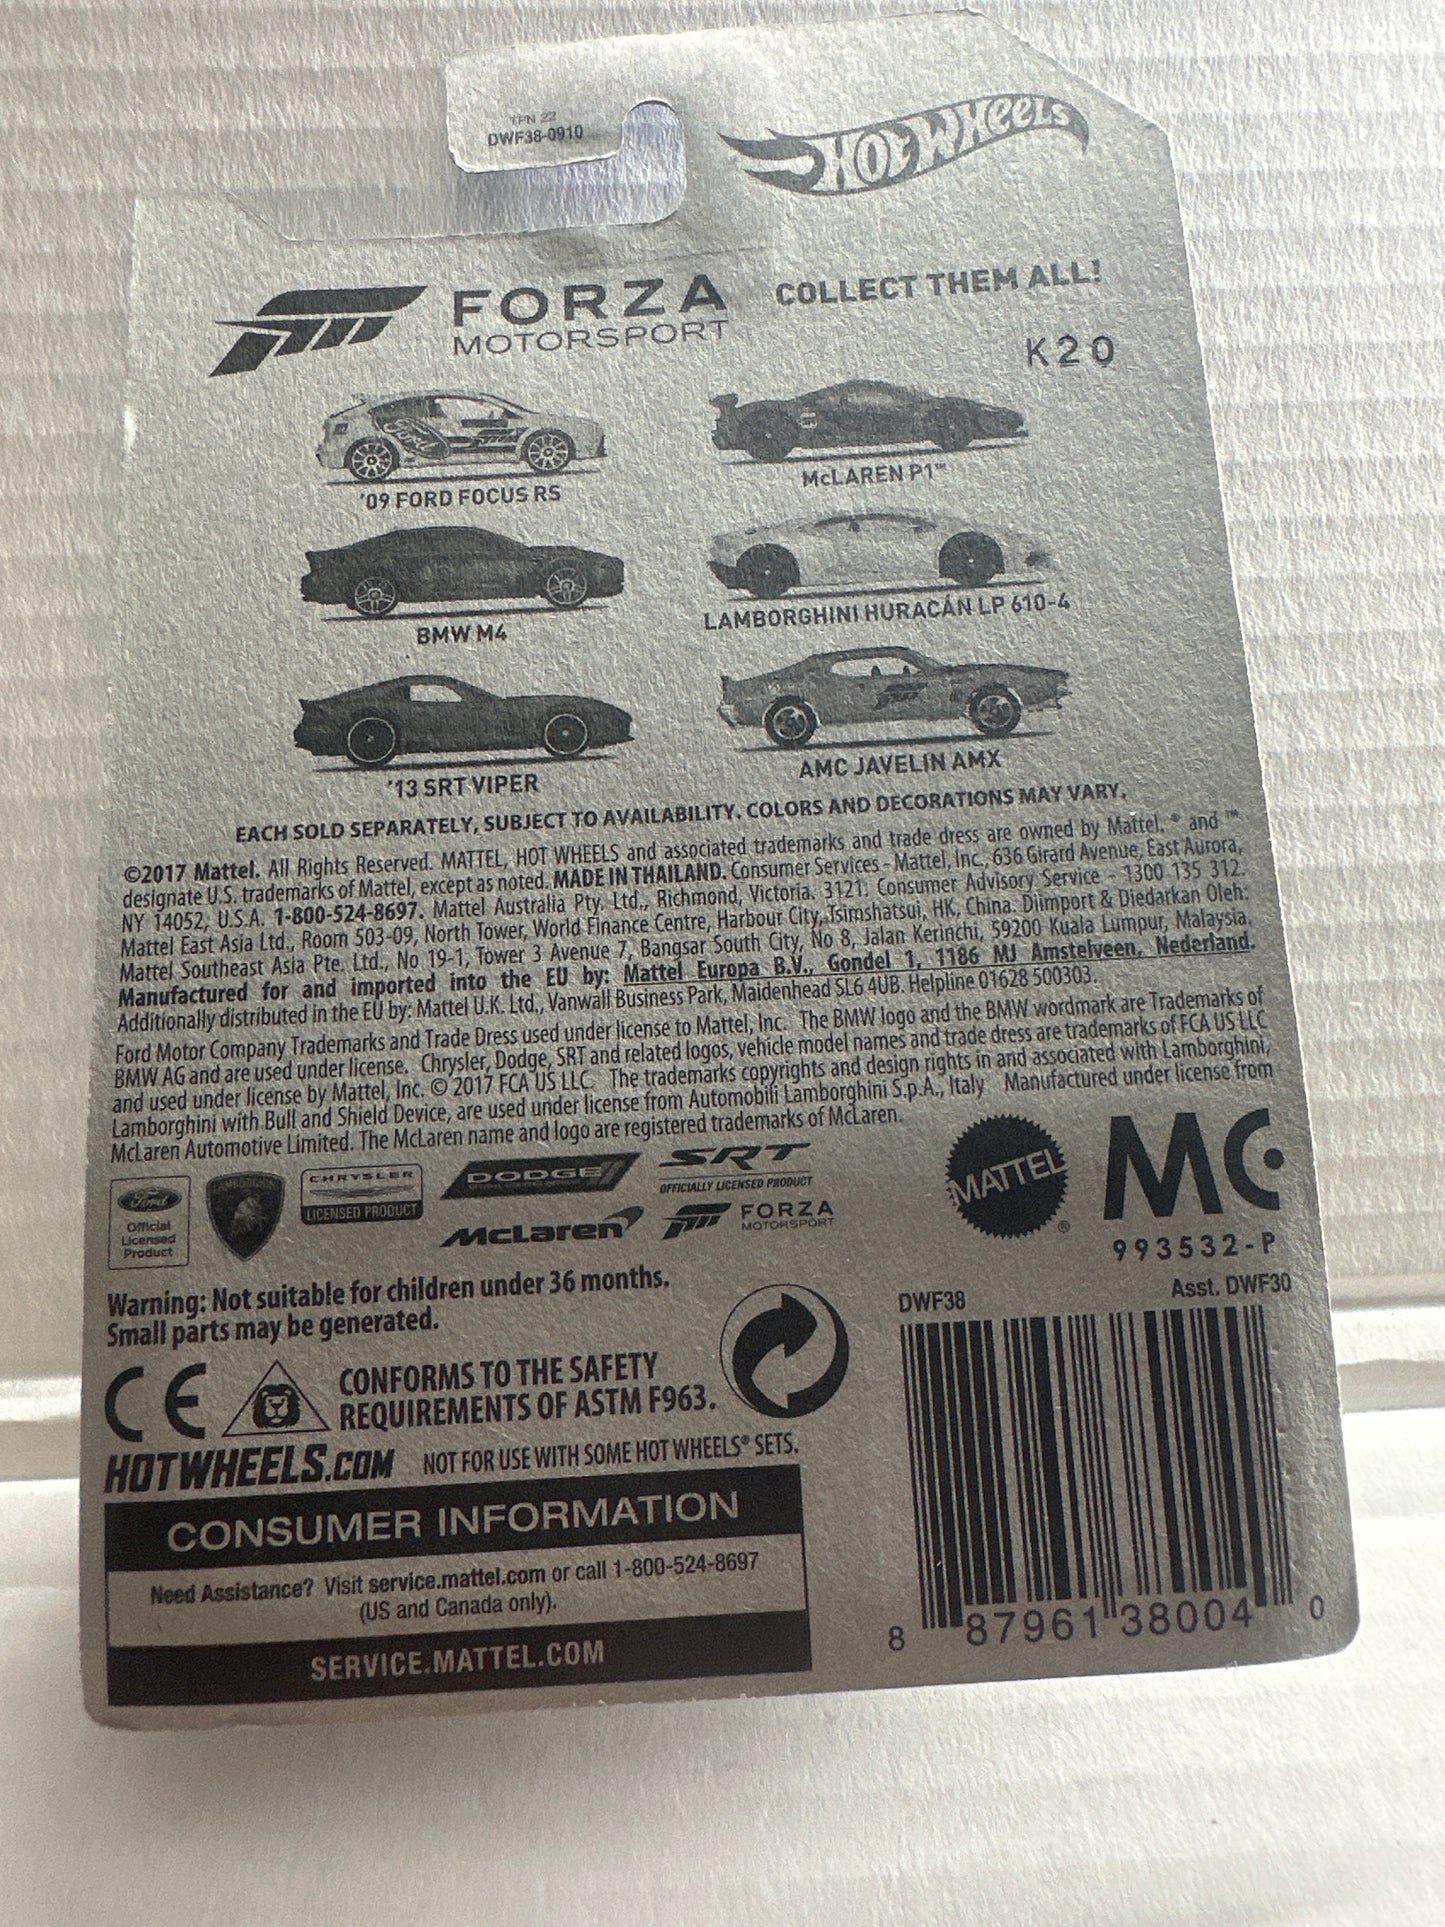 TPN 22
DWF38-0910
HOT WHEELS
FORZA
MOTORSPORT
COLLECT THEM ALL!
K20
Ford
'09 FORD FOCUS RS
McLAREN P1™
BMW M4
LAMBORGHINI HURACÁN LP 610-4
'13 SRT VIPER
AMC JAVELIN AMX
EACH SOLD SEPARATELY, SUBJECT TO AVAILABILITY. COLORS AND DECORATIONS MAY VARY.
©2017 Mattel. All Rights Reserved. MATTEL, HOT WHEELS and associated trademarks and trade dress are owned by Mattel. ® and ™
designate U.S. trademarks of Mattel, except as noted. MADE IN THAILAND. Consumer Services - Mattel, Inc., 636 Girard Avenue, East Aurora,
NY 14052, U.S.A. 1-800-524-8697. Mattel Australia Pty. Ltd., Richmond, Victoria. 3121. Consumer Advisory Service - 1300 135 312.
Mattel East Asia Ltd., Room 503-09, North Tower, World Finance Centre, Harbour City, Tsimshatsui, HK, China. Diimport & Diedarkan Oleh:
Mattel Southeast Asia Pte. Ltd., No 19-1, Tower 3 Avenue 7, Bangsar South City, No 8, Jalan Kerinchi, 59200 Kuala Lumpur, Malaysia.
Manufactured for and imported into the EU by: Mattel Europa B.V., Gondel 1, 1186 MJ Amstelveen, Nederland.
Additionally distributed in the EU by: Mattel U.K. Ltd., Vanwall Business Park, Maidenhead SL6 4UB. Helpline 01628 500303.
Ford Motor Company Trademarks and Trade Dress used under license to Mattel, Inc. The BMW logo and the BMW wordmark are Trademarks of
BMW AG and are used under license. Chrysler, Dodge, SRT and related logos, vehicle model names and trade dress are trademarks of FCA US LLC
and used under license by Mattel, Inc. © 2017 FCA US LLC. The trademarks copyrights and design rights in and associated with Lamborghini,
Lamborghini with Bull and Shield Device, are used under license from Automobili Lamborghini S.p.A., Italy Manufactured under license from
McLaren Automotive Limited. The McLaren name and logo are registered trademarks of McLaren.
Ford
Official
Licensed
Product
LAMBORGHINI
CHRYSLER
LICENSED PRODUCT
DODGE
SRT
OFFICIALLY LICENSED PRODUCT
McLaren
FORZA
MOTORSPORT
MATTEL®
MC
993532-P
Warning: Not suitable for children under 36 months.
Small parts may be generated.
CE
CONFORMS TO THE SAFETY
REQUIREMENTS OF ASTM F963.
HOTWHEELS.COM NOT FOR USE WITH SOME HOT WHEELS® SETS.
CONSUMER INFORMATION
Need Assistance? Visit service.mattel.com or call 1-800-524-8697
(US and Canada only).
SERVICE.MATTEL.COM
DWF38
Asst. DWF30
8 87961 38004 0